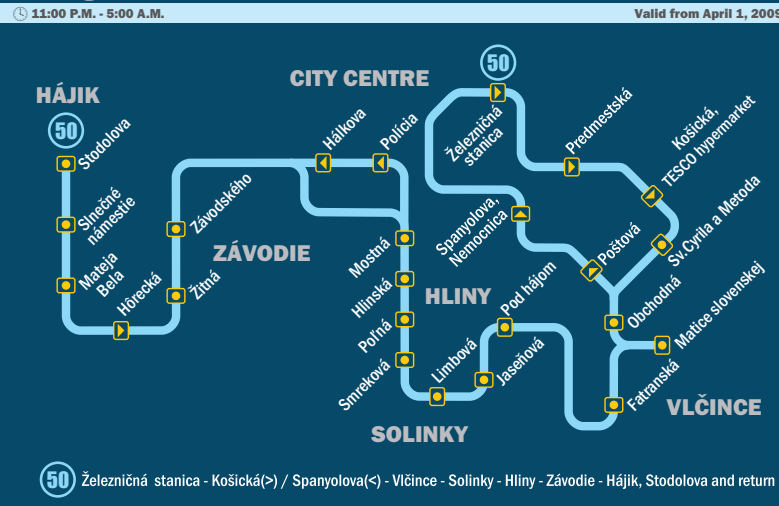 11:00 P.M. - 5:00 A.M.
Valid from April 1, 2009
CITY CENTRE
50
HÁJIK
50
Stodolova
Slnečné
námestie
Mateja
Bela
Hôrecká
Žitná
Závodského
ZÁVODIE
Hálkova
Polícia
Mostná
Hlinská
Poľná
Smreková
HLINY
SOLINKY
Limbová
Jaseňová
Pod hájom
Železničná
stanica
Predmestská
Košická,
TESCO hypermarket
Sv.Cyrila a Metoda
Spanyolova,
Nemocnica
Poštová
Obchodná
Matice slovenskej
Fatranská
VLČINCE
50 Železničná stanica - Košická(>) / Spanyolova(<) - Vlčince - Solinky - Hliny - Závodie - Hájik, Stodolova and return